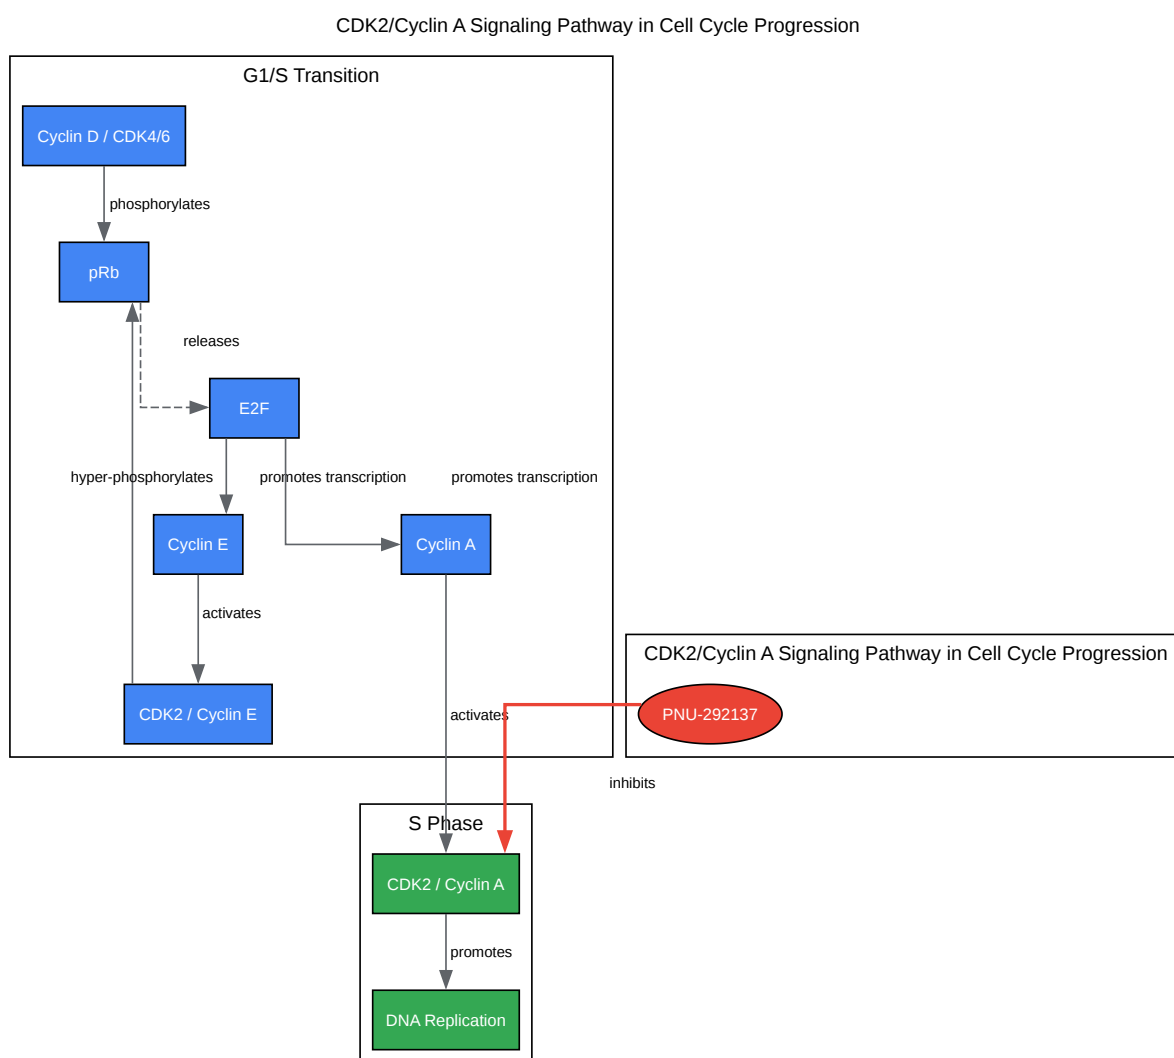 CDK2/Cyclin A Signaling Pathway in Cell Cycle Progression
G1/S Transition
Cyclin D / CDK4/6
phosphorylates
pRb
releases
E2F
hyper-phosphorylates
promotes transcription
promotes transcription
Cyclin E
Cyclin A
activates
CDK2/Cyclin A Signaling Pathway in Cell Cycle Progression
CDK2 / Cyclin E
activates
PNU-292137
inhibits
S Phase
CDK2 / Cyclin A
promotes
DNA Replication